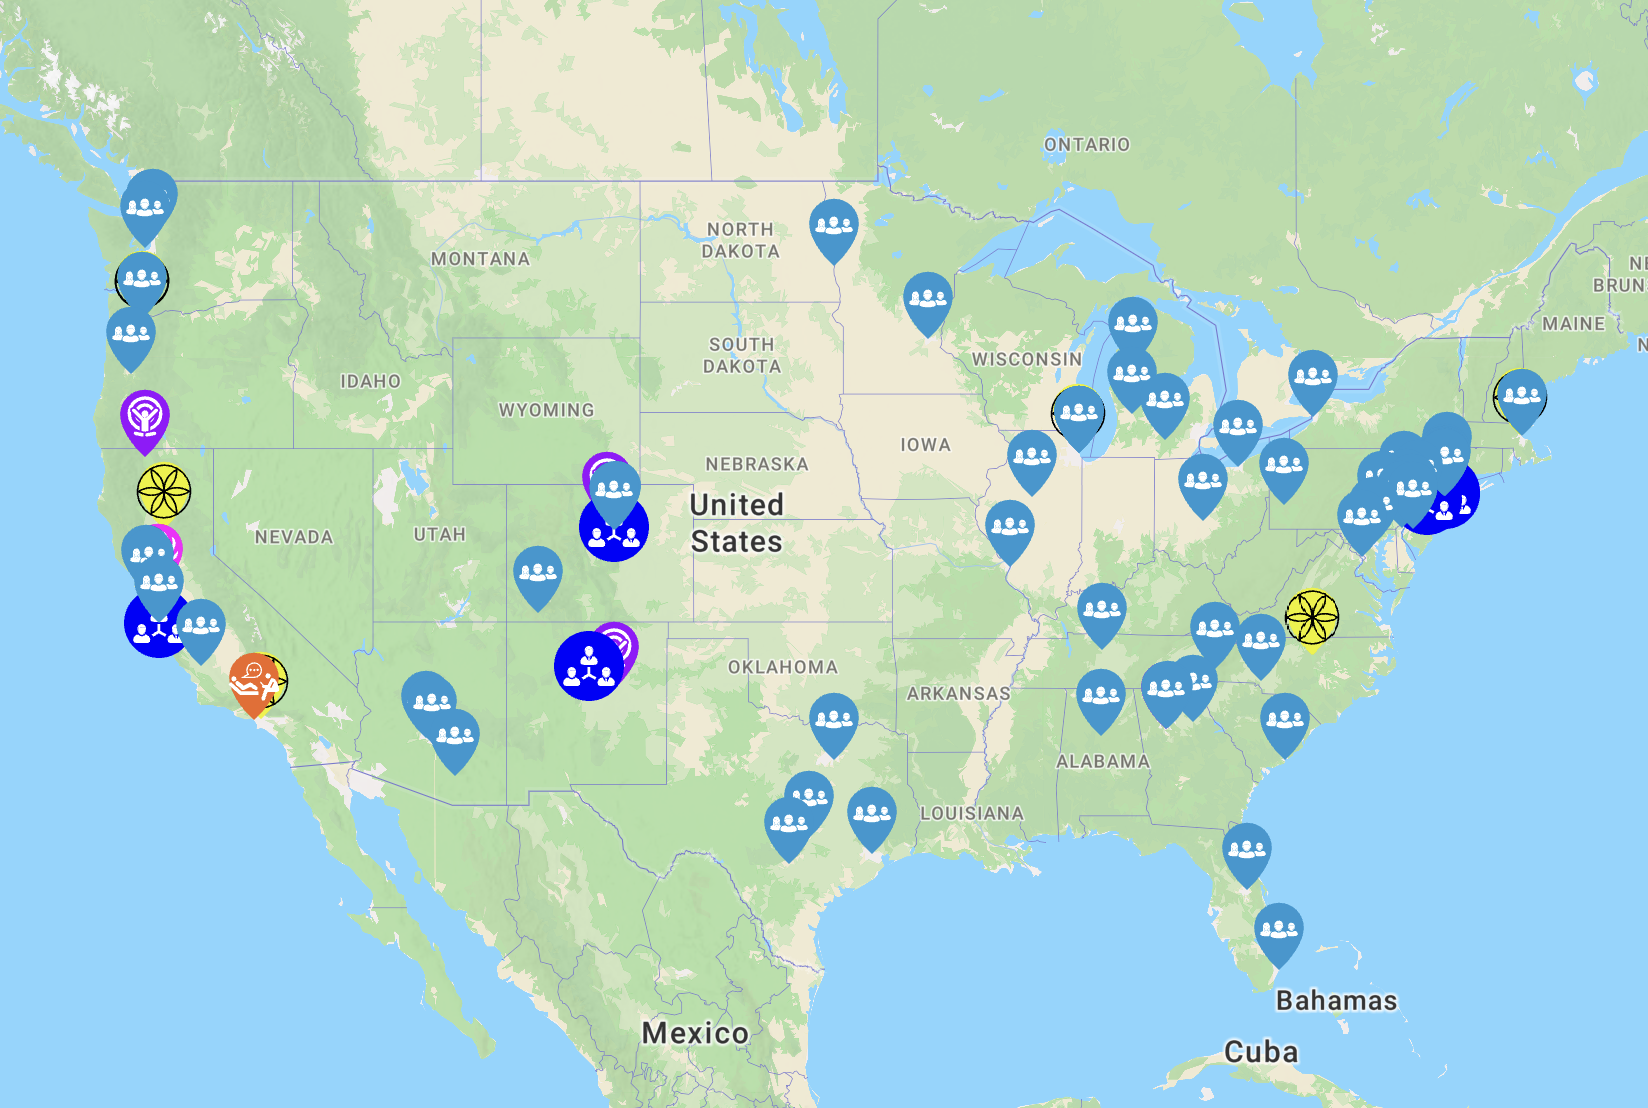 ONTARIO
NORTH
DAKOTA
MONTANA
NE
BRUN
MAINE
N
SOUTH
DAKOTA
WISCONSIN
IDAHO
WYOMING
IOWA
NEBRASKA
United
States
NEVADA
UTAH
OKLAHOMA
ARKANSAS
ALABAMA
LOUISIANA
Bahamas
Mexico
Cuba